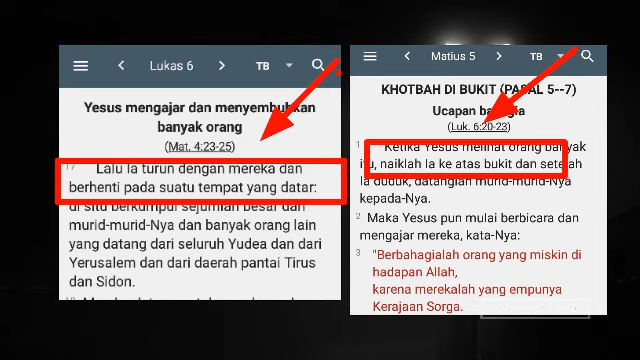 Lukas 6 TB
Yesus mengajar dan menyembuhkan
banyak orang
(Mat. 4:23-25)
17 Lalu Ia turun dengan mereka dan
berhenti pada suatu tempat yang datar:
di situ berkumpul sejumlah besar dari
murid-murid-Nya dan banyak orang lain
yang datang dari seluruh Yudea dan dari
Yerusalem dan dari daerah pantai Tirus
dan Sidon.
Matius 5 TB
KHOTBAH DI BUKIT (PASAL 5--7)
Ucapan bahagia
(Luk. 6:20-23)
1 Ketika Yesus melihat orang banyak
itu, naiklah Ia ke atas bukit dan setelah
Ia duduk, datanglah murid-murid-Nya
kepada-Nya.
2 Maka Yesus pun mulai berbicara dan
mengajar mereka, kata-Nya:
3 "Berbahagialah orang yang miskin di
hadapan Allah,
karena merekalah yang empunya
Kerajaan Sorga.